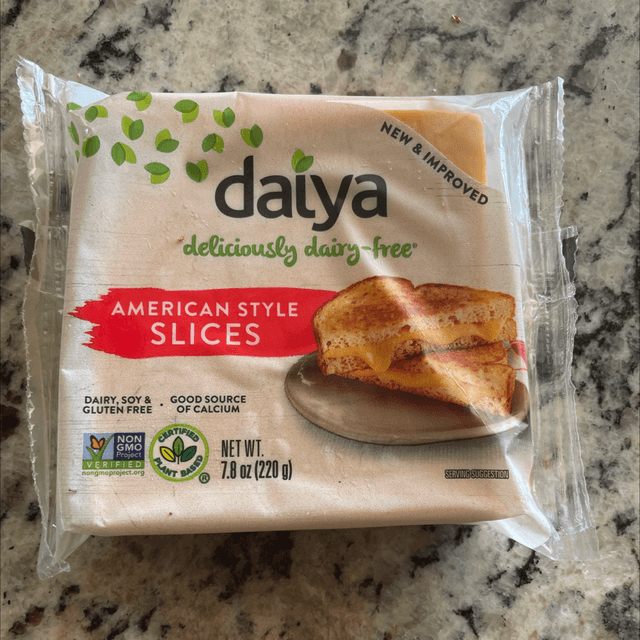 NEW & IMPROVED
daiya
deliciously dairy-free®
AMERICAN STYLE
SLICES
DAIRY, SOY &
GLUTEN FREE
· GOOD SOURCE
OF CALCIUM
NON
GMO
Project
VERIFIED
nongmoproject.org
CERTIFIED
PLANT BASED
®
NET WT.
7.8 oz (220 g)
SERVING SUGGESTION